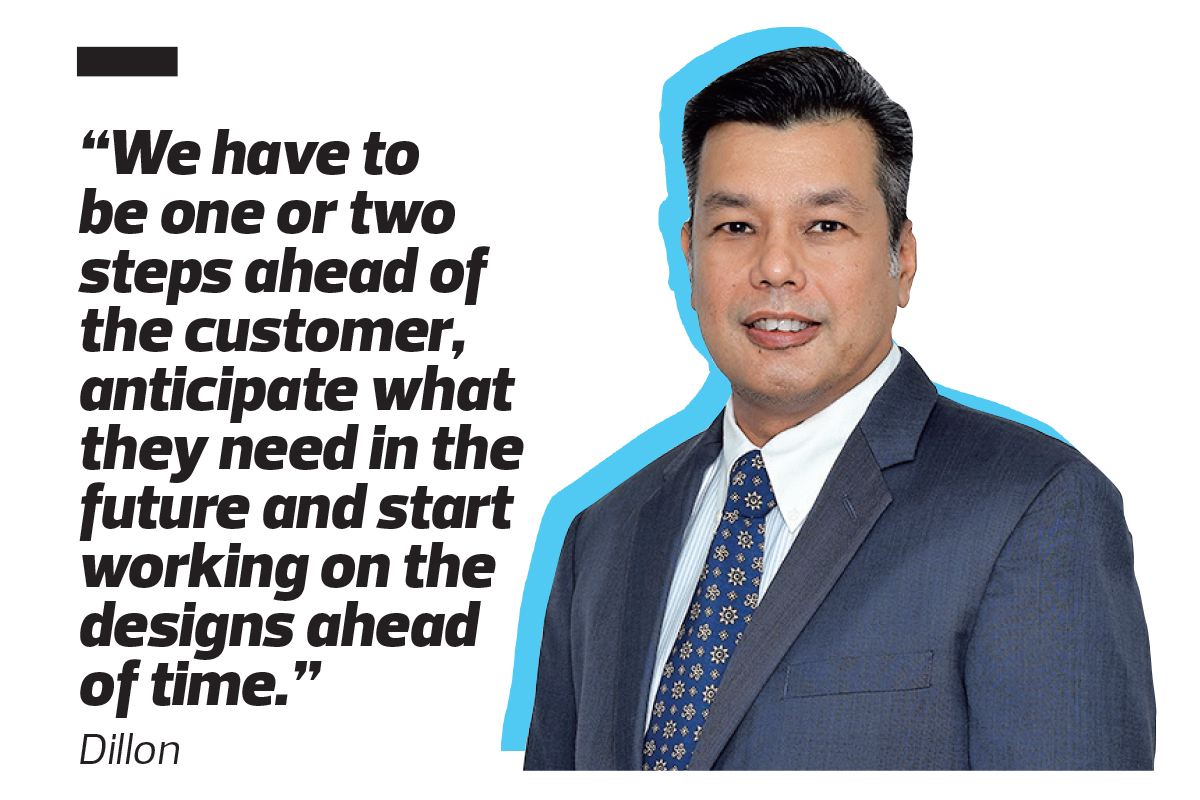 “We have to
be one or two
steps ahead of
the customer,
anticipate what
they need in the
future and start
working on the
designs ahead
of time.”
Dillon